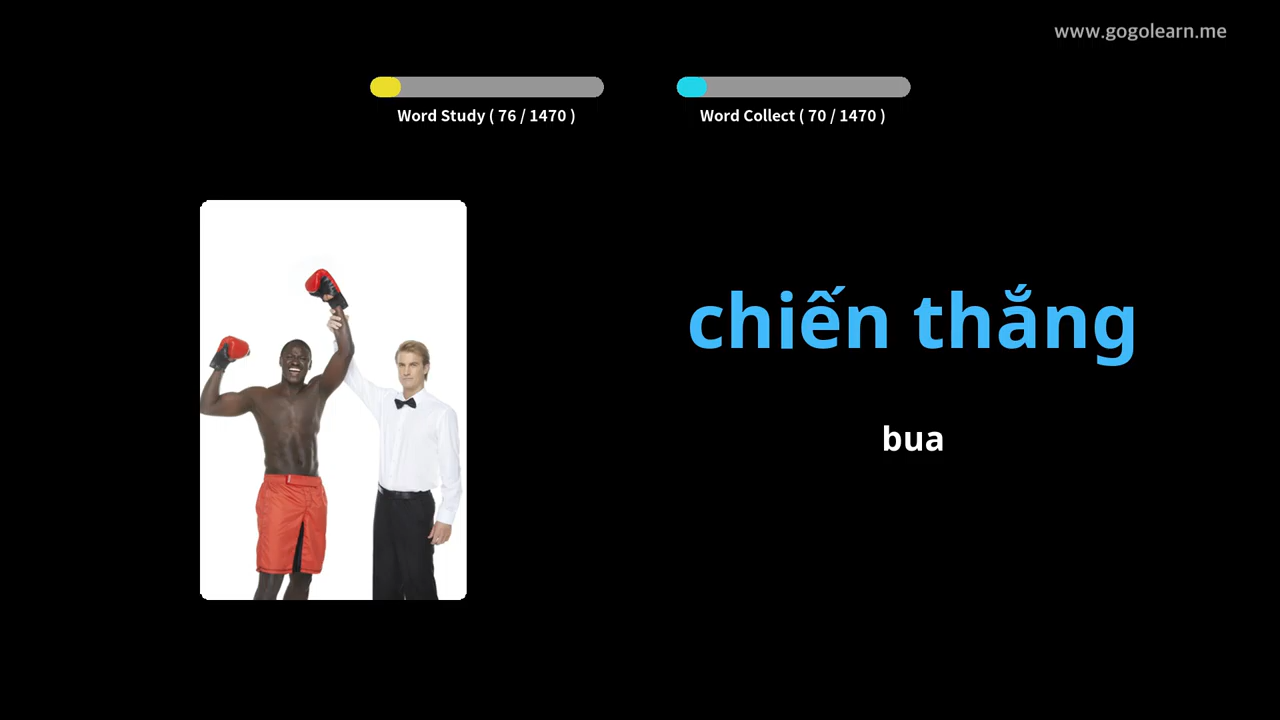 www.gogolearn.me
Word Study ( 76 / 1470 )
Word Collect ( 70 / 1470 )
chiến thắng
bua